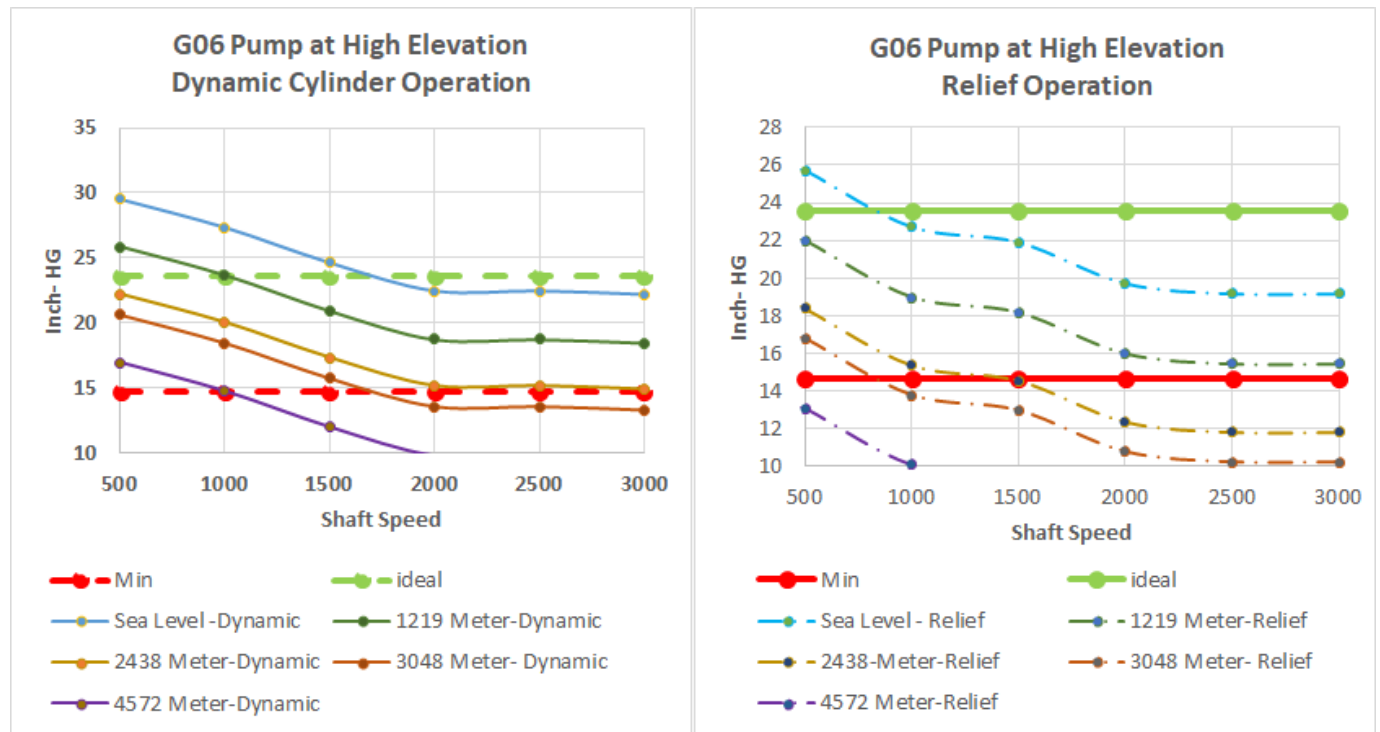 G06 Pump at High Elevation
Dynamic Cylinder Operation
Inch- HG
35
30
25
20
15
10
500 1000 1500 2000 2500 3000
Shaft Speed
Min ideal
Sea Level -Dynamic 1219 Meter-Dynamic
2438 Meter-Dynamic 3048 Meter- Dynamic
4572 Meter-Dynamic
G06 Pump at High Elevation
Relief Operation
Inch- HG
28
26
24
22
20
18
16
14
12
10
500 1000 1500 2000 2500 3000
Shaft Speed
Min ideal
Sea Level - Relief 1219 Meter-Relief
2438-Meter-Relief 3048 Meter- Relief
4572 Meter-Relief